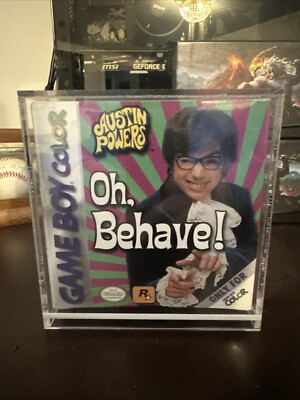 msi GEFORCE
GAME BOY COLOR
AUSTIN
POWERS
Oh,
Behave!
R
ONLY FOR
COLOR